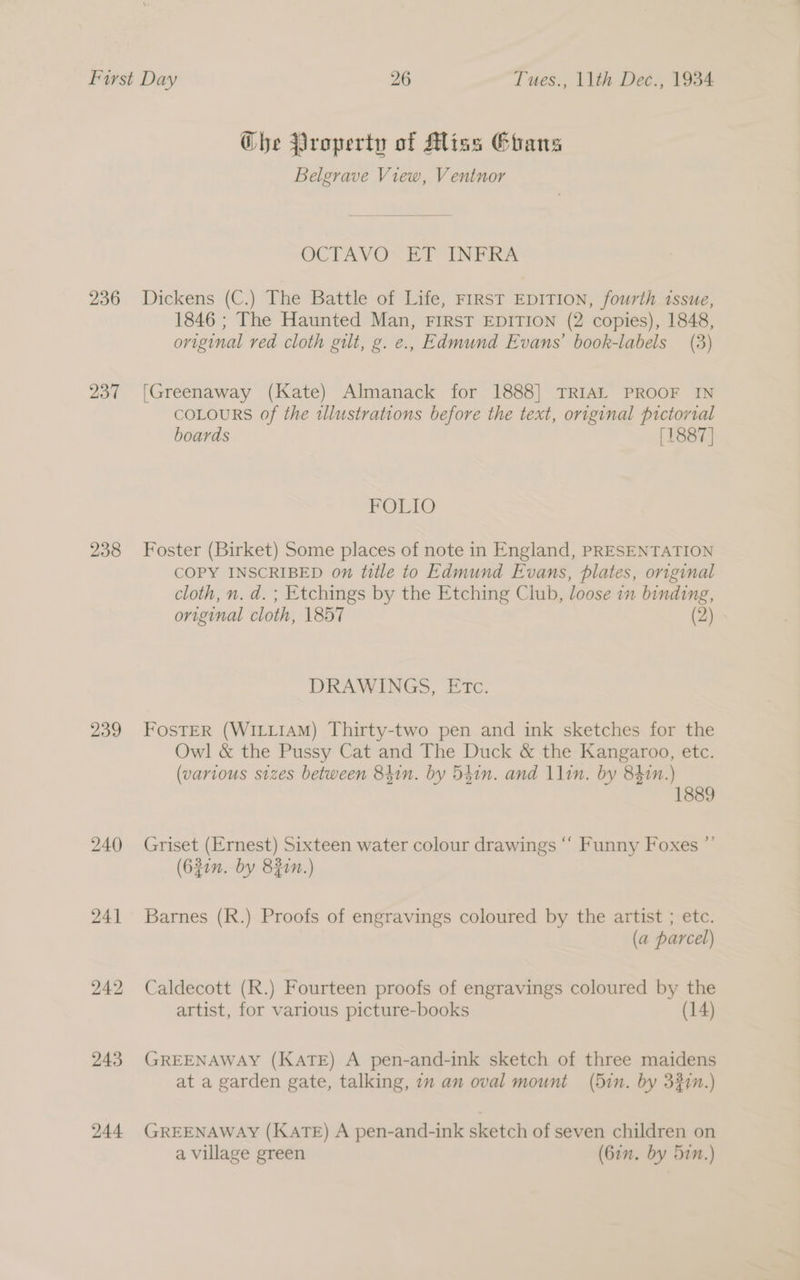 First Day 26 Tues., 11th Dec., 1934
The Property of Miss Evans
Belgrave View, Ventnor
OCTAVO ET INFRA
236 Dickens (C.) The Battle of Life, FIRST EDITION, fourth issue,
1846 ; The Haunted Man, FIRST EDITION (2 copies), 1848,
original red cloth gilt, g. e., Edmund Evans' book-labels (3)
237 [Greenaway (Kate) Almanack for 1888] TRIAL PROOF IN
COLOURS of the illustrations before the text, original pictorial
boards [1887]
FOLIO
238 Foster (Birket) Some places of note in England, PRESENTATION
COPY INSCRIBED on title to Edmund Evans, plates, original
cloth, n. d. ; Etchings by the Etching Club, loose in binding,
original cloth, 1857 (2)
DRAWINGS, ETC.
239 FOSTER (WILLIAM) Thirty-two pen and ink sketches for the
Owl & the Pussy Cat and The Duck & the Kangaroo, etc.
(various sizes between 8½in. by 5½in. and 11in. by 8½in.)
1889
240 Griset (Ernest) Sixteen water colour drawings “ Funny Foxes ”
(6¾in. by 8¾in.)
241 Barnes (R.) Proofs of engravings coloured by the artist ; etc.
(a parcel)
242 Caldecott (R.) Fourteen proofs of engravings coloured by the
artist, for various picture-books (14)
243 GREENAWAY (KATE) A pen-and-ink sketch of three maidens
at a garden gate, talking, in an oval mount (5in. by 3¾in.)
244 GREENAWAY (KATE) A pen-and-ink sketch of seven children on
a village green (6in. by 5in.)